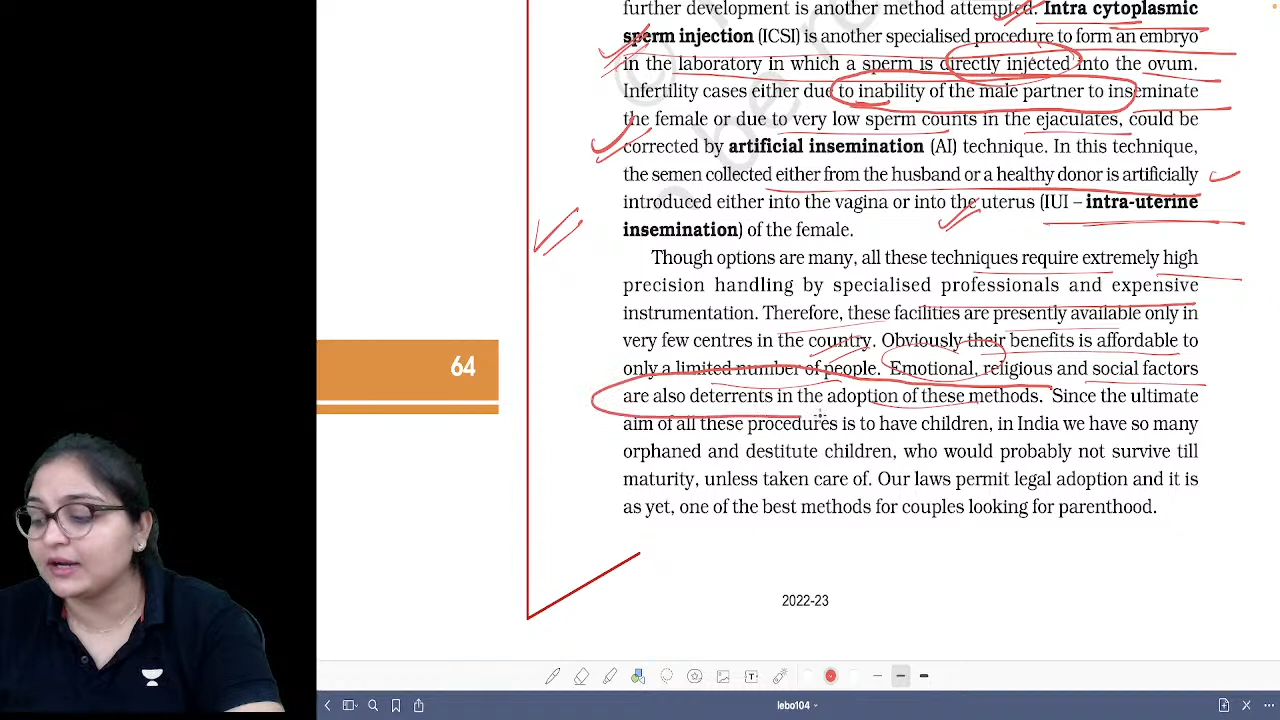 further development is another method attempted. Intra cytoplasmic
sperm injection (ICSI) is another specialised procedure to form an embryo
in the laboratory in which a sperm is directly injected into the ovum.
Infertility cases either due to inability of the male partner to inseminate
the female or due to very low sperm counts in the ejaculates, could be
corrected by artificial insemination (AI) technique. In this technique,
the semen collected either from the husband or a healthy donor is artificially
introduced either into the vagina or into the uterus (IUI – intra-uterine
insemination) of the female.
Though options are many, all these techniques require extremely high
precision handling by specialised professionals and expensive
instrumentation. Therefore, these facilities are presently available only in
very few centres in the country. Obviously their benefits is affordable to
only a limited number of people. Emotional, religious and social factors
are also deterrents in the adoption of these methods. Since the ultimate
aim of all these procedures is to have children, in India we have so many
orphaned and destitute children, who would probably not survive till
maturity, unless taken care of. Our laws permit legal adoption and it is
as yet, one of the best methods for couples looking for parenthood.
64
2022-23
lebo104